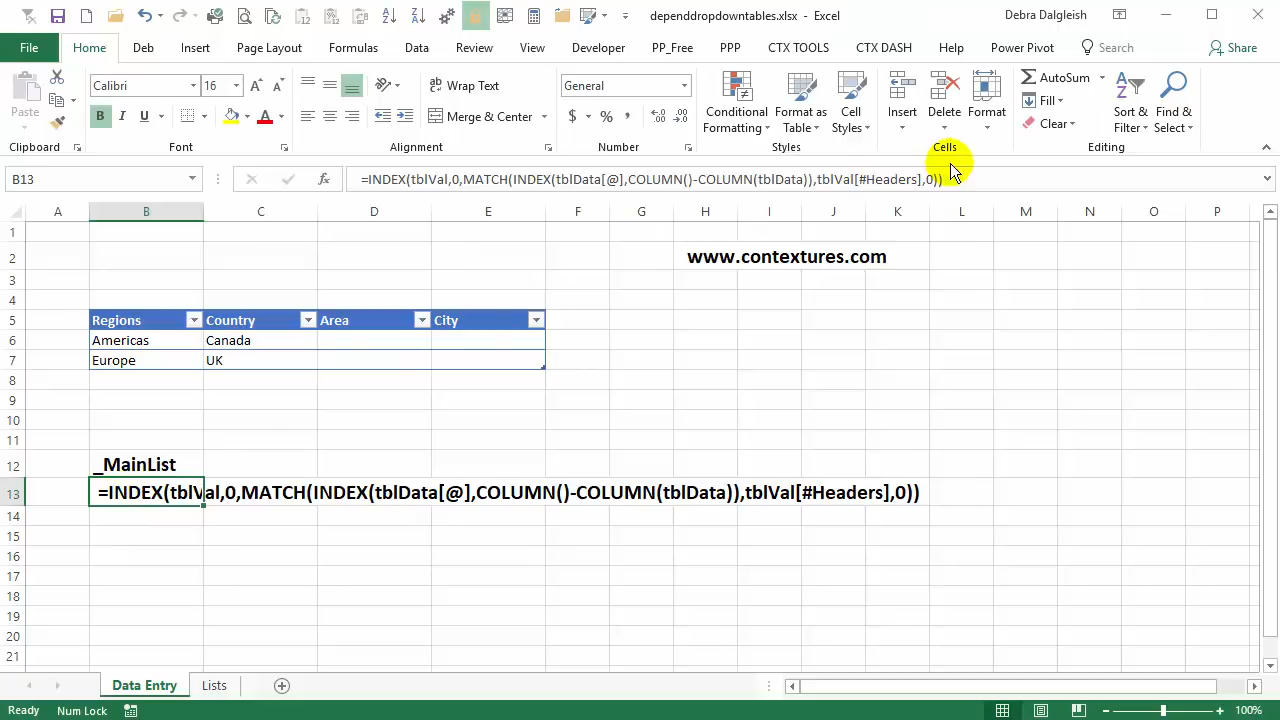 dependdropdowntables.xlsx - Excel
Debra Dalgleish
File Home Deb Insert Page Layout Formulas Data Review View Developer PP_Free PPP CTX TOOLS CTX DASH Help Power Pivot Search Share
Paste
Clipboard
Calibri 16
B I U
Font
Wrap Text
Merge & Center
Alignment
General
$ % ,
Number
Conditional Formatting
Format as Table
Cell Styles
Styles
Insert Delete Format
Cells
AutoSum
Fill
Clear
Sort & Filter
Find & Select
Editing
B13 fx =INDEX(tblVal,0,MATCH(INDEX(tblData[@],COLUMN()-COLUMN(tblData)),tblVal[#Headers],0))
A B C D E F G H I J K L M N O P
1
2 www.contextures.com
3
4
5 Regions Country Area City
6 Americas Canada
7 Europe UK
8
9
10
11
12 _MainList
13 =INDEX(tblVal,0,MATCH(INDEX(tblData[@],COLUMN()-COLUMN(tblData)),tblVal[#Headers],0))
14
15
16
17
18
19
20
21
Data Entry Lists
Ready Num Lock 100%